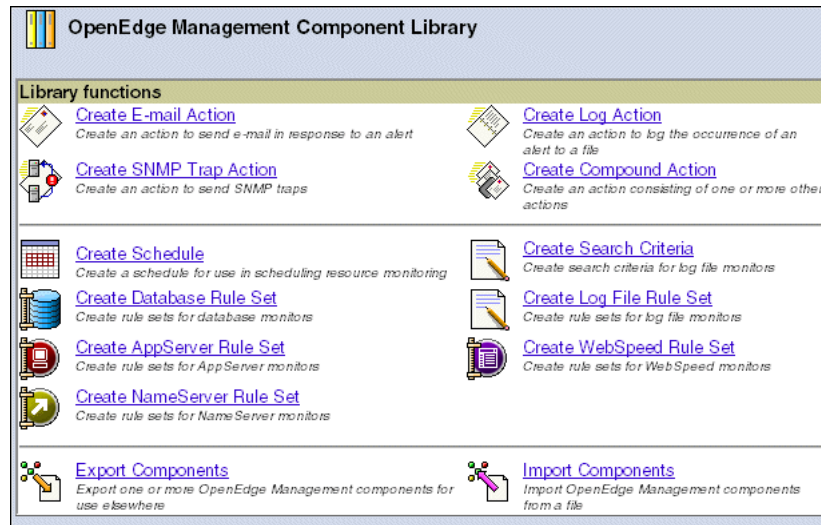 OpenEdge Management Component Library
Library functions
Create E-mail Action
Create an action to send e-mail in response to an alert
Create Log Action
Create an action to log the occurrence of an
alert to a file
Create SNMP Trap Action
Create an action to send SNMP traps
Create Compound Action
Create an action consisting of one or more other
actions
Create Schedule
Create a schedule for use in scheduling resource monitoring
Create Search Criteria
Create search criteria for log file monitors
Create Database Rule Set
Create rule sets for database monitors
Create Log File Rule Set
Create rule sets for log file monitors
Create AppServer Rule Set
Create rule sets for AppServer monitors
Create WebSpeed Rule Set
Create rule sets for WebSpeed monitors
Create NameServer Rule Set
Create rule sets for NameServer monitors
Export Components
Export one or more OpenEdge Management components for
use elsewhere
Import Components
Import OpenEdge Management components
from a file